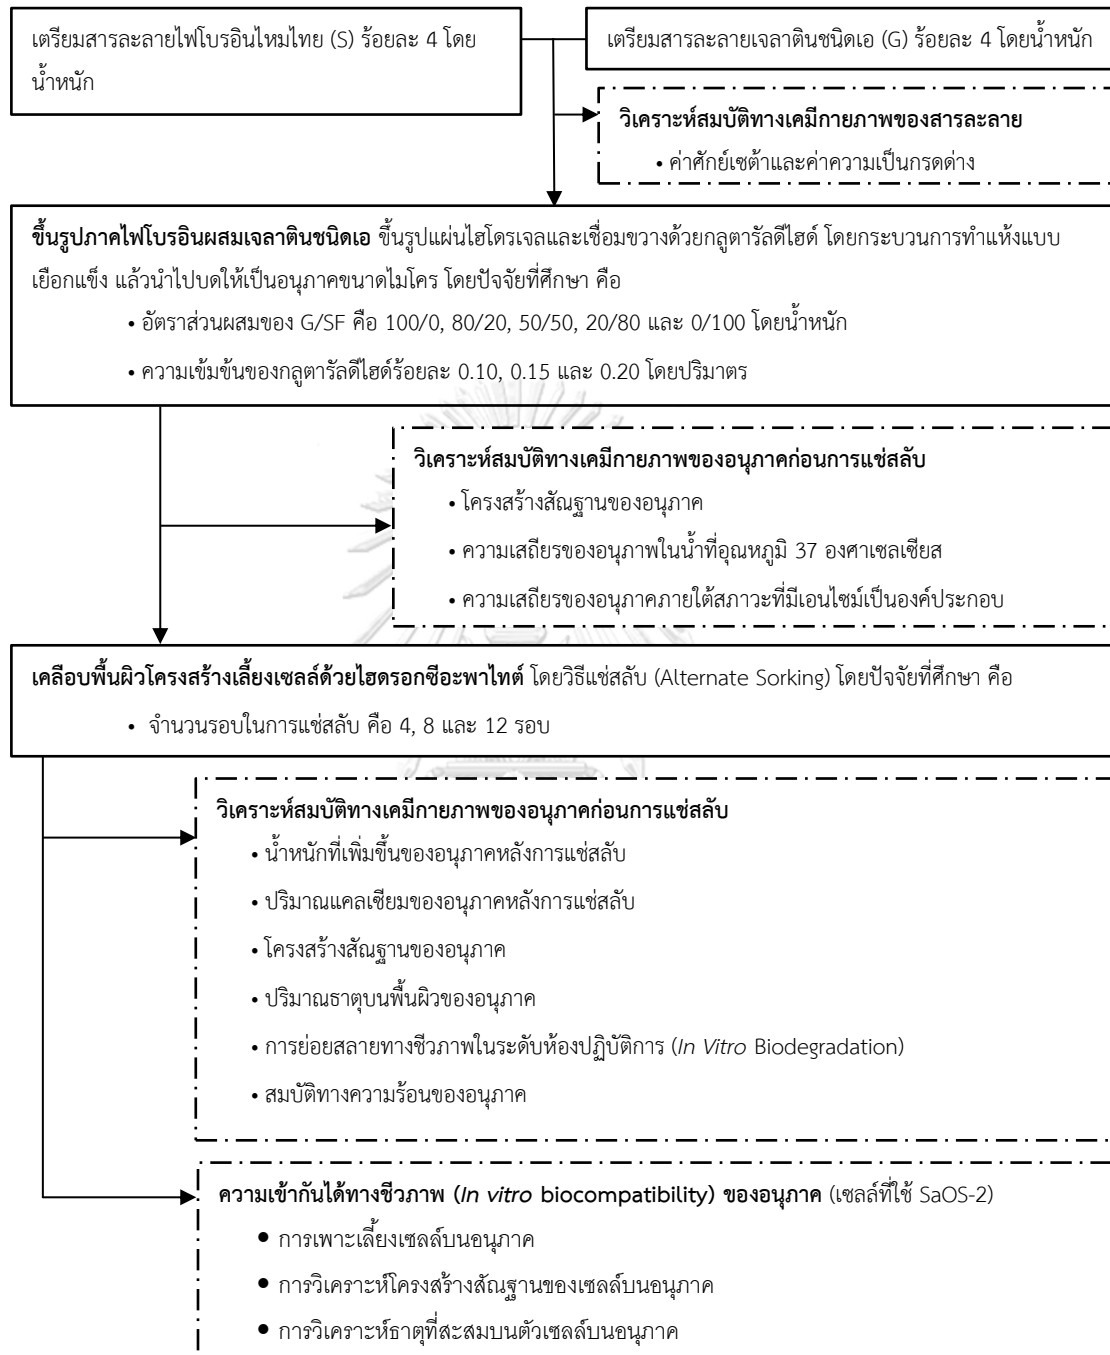 เตรียมสารละลายไฟโบรอินไหมไทย (S) ร้อยละ 4 โดย
น้ำหนัก
เตรียมสารละลายเจลาตินชนิดเอ (G) ร้อยละ 4 โดยน้ำหนัก
วิเคราะห์สมบัติทางเคมีกายภาพของสารละลาย
• ค่าศักย์เซต้าและค่าความเป็นกรดด่าง
ขึ้นรูปภาคไฟโบรอินผสมเจลาตินชนิดเอ ขึ้นรูปแผ่นไฮโดรเจลและเชื่อมขวางด้วยกลูตารัลดีไฮด์ โดยกระบวนการทำแห้งแบบ
เยือกแข็ง แล้วนำไปบดให้เป็นอนุภาคขนาดไมโคร โดยปัจจัยที่ศึกษา คือ
• อัตราส่วนผสมของ G/SF คือ 100/0, 80/20, 50/50, 20/80 และ 0/100 โดยน้ำหนัก
• ความเข้มข้นของกลูตารัลดีไฮด์ร้อยละ 0.10, 0.15 และ 0.20 โดยปริมาตร
วิเคราะห์สมบัติทางเคมีกายภาพของอนุภาคก่อนการแช่สลับ
• โครงสร้างสัณฐานของอนุภาค
• ความเสถียรของอนุภาพในน้ำที่อุณหภูมิ 37 องศาเซลเซียส
• ความเสถียรของอนุภาคภายใต้สภาวะที่มีเอนไซม์เป็นองค์ประกอบ
เคลือบพื้นผิวโครงสร้างเลี้ยงเซลล์ด้วยไฮดรอกซีอะพาไทต์ โดยวิธีแช่สลับ (Alternate Sorking) โดยปัจจัยที่ศึกษา คือ
• จำนวนรอบในการแช่สลับ คือ 4, 8 และ 12 รอบ
วิเคราะห์สมบัติทางเคมีกายภาพของอนุภาคก่อนการแช่สลับ
• น้ำหนักที่เพิ่มขึ้นของอนุภาคหลังการแช่สลับ
• ปริมาณแคลเซียมของอนุภาคหลังการแช่สลับ
• โครงสร้างสัณฐานของอนุภาค
• ปริมาณธาตุบนพื้นผิวของอนุภาค
• การย่อยสลายทางชีวภาพในระดับห้องปฏิบัติการ (In Vitro Biodegradation)
• สมบัติทางความร้อนของอนุภาค
ความเข้ากันได้ทางชีวภาพ (In vitro biocompatibility) ของอนุภาค (เซลล์ที่ใช้ SaOS-2)
• การเพาะเลี้ยงเซลล์บนอนุภาค
• การวิเคราะห์โครงสร้างสัณฐานของเซลล์บนอนุภาค
• การวิเคราะห์ธาตุที่สะสมบนตัวเซลล์บนอนุภาค